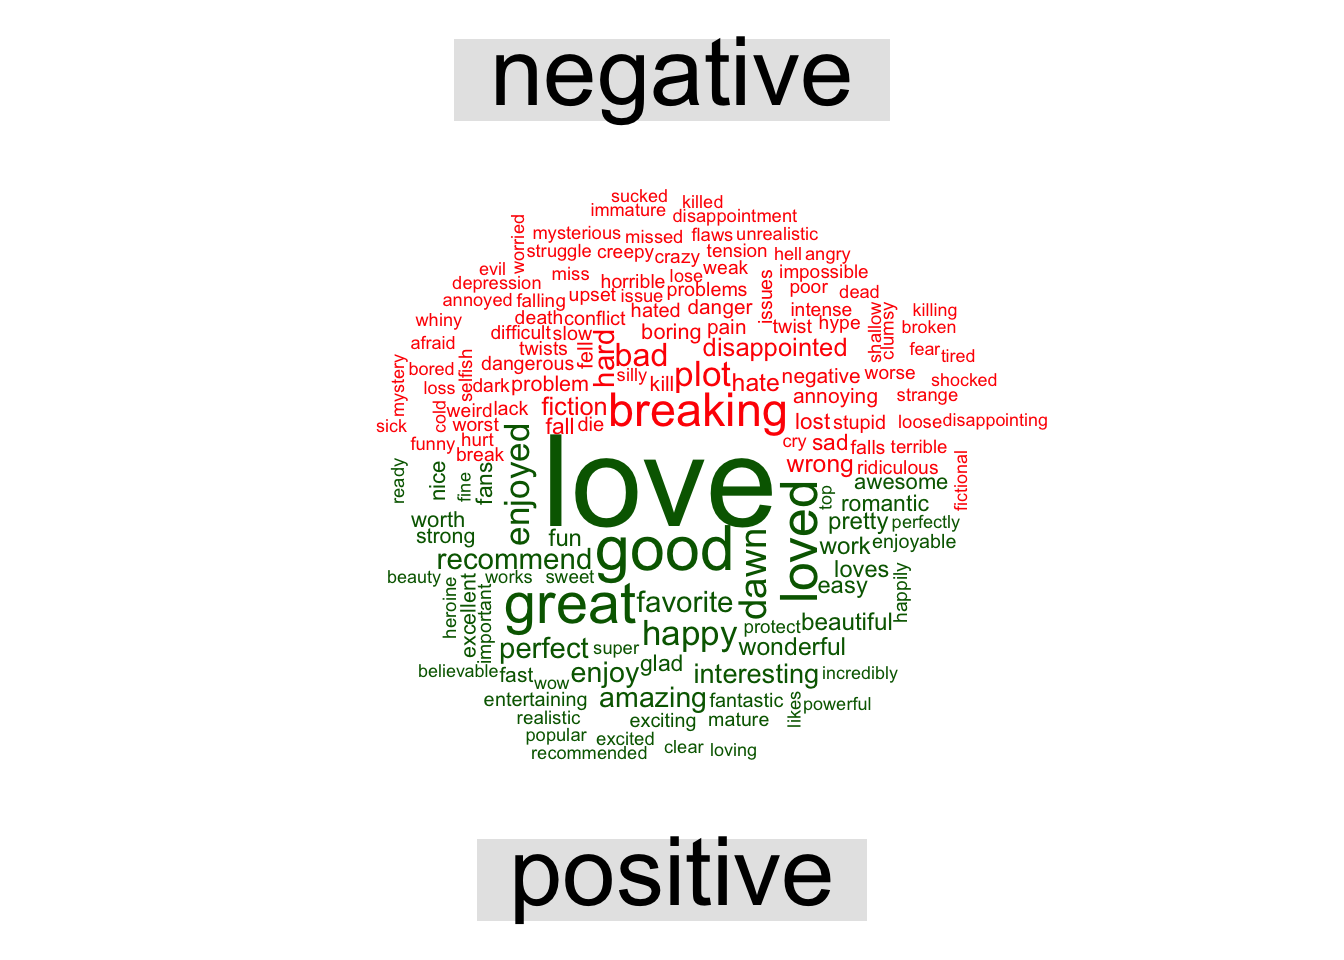 negative
sucked killed
immature disappointment
mysterious missed flaws unrealistic
worried struggle creepy crazy tension hell angry
evil miss horrible lose weak issues impossible
depression annoyed falling upset issue problems poor dead
death conflict hated danger intense shallow clumsy killing
whiny difficult slow boring pain twist hype broken
afraid twists fell hard bad disappointed fear tired
mystery bored selfish dangerous silly kill plot hate negative worse shocked
loss dark problem annoying strange
cold weird lack fiction breaking lost stupid loose disappointing
sick worst fall die
funny hurt cry sad falls terrible
break wrong ridiculous fictional
ready nice fine fans enjoyed love loved top awesome
romantic
worth pretty perfectly
strong fun good dawn work enjoyable
recommend loves
beauty works sweet easy happily
heroine excellent important great favorite
happy protect beautiful
perfect super wonderful
believable fast wow enjoy glad interesting incredibly
entertaining amazing fantastic likes powerful
realistic exciting mature
popular excited
recommended clear loving
positive